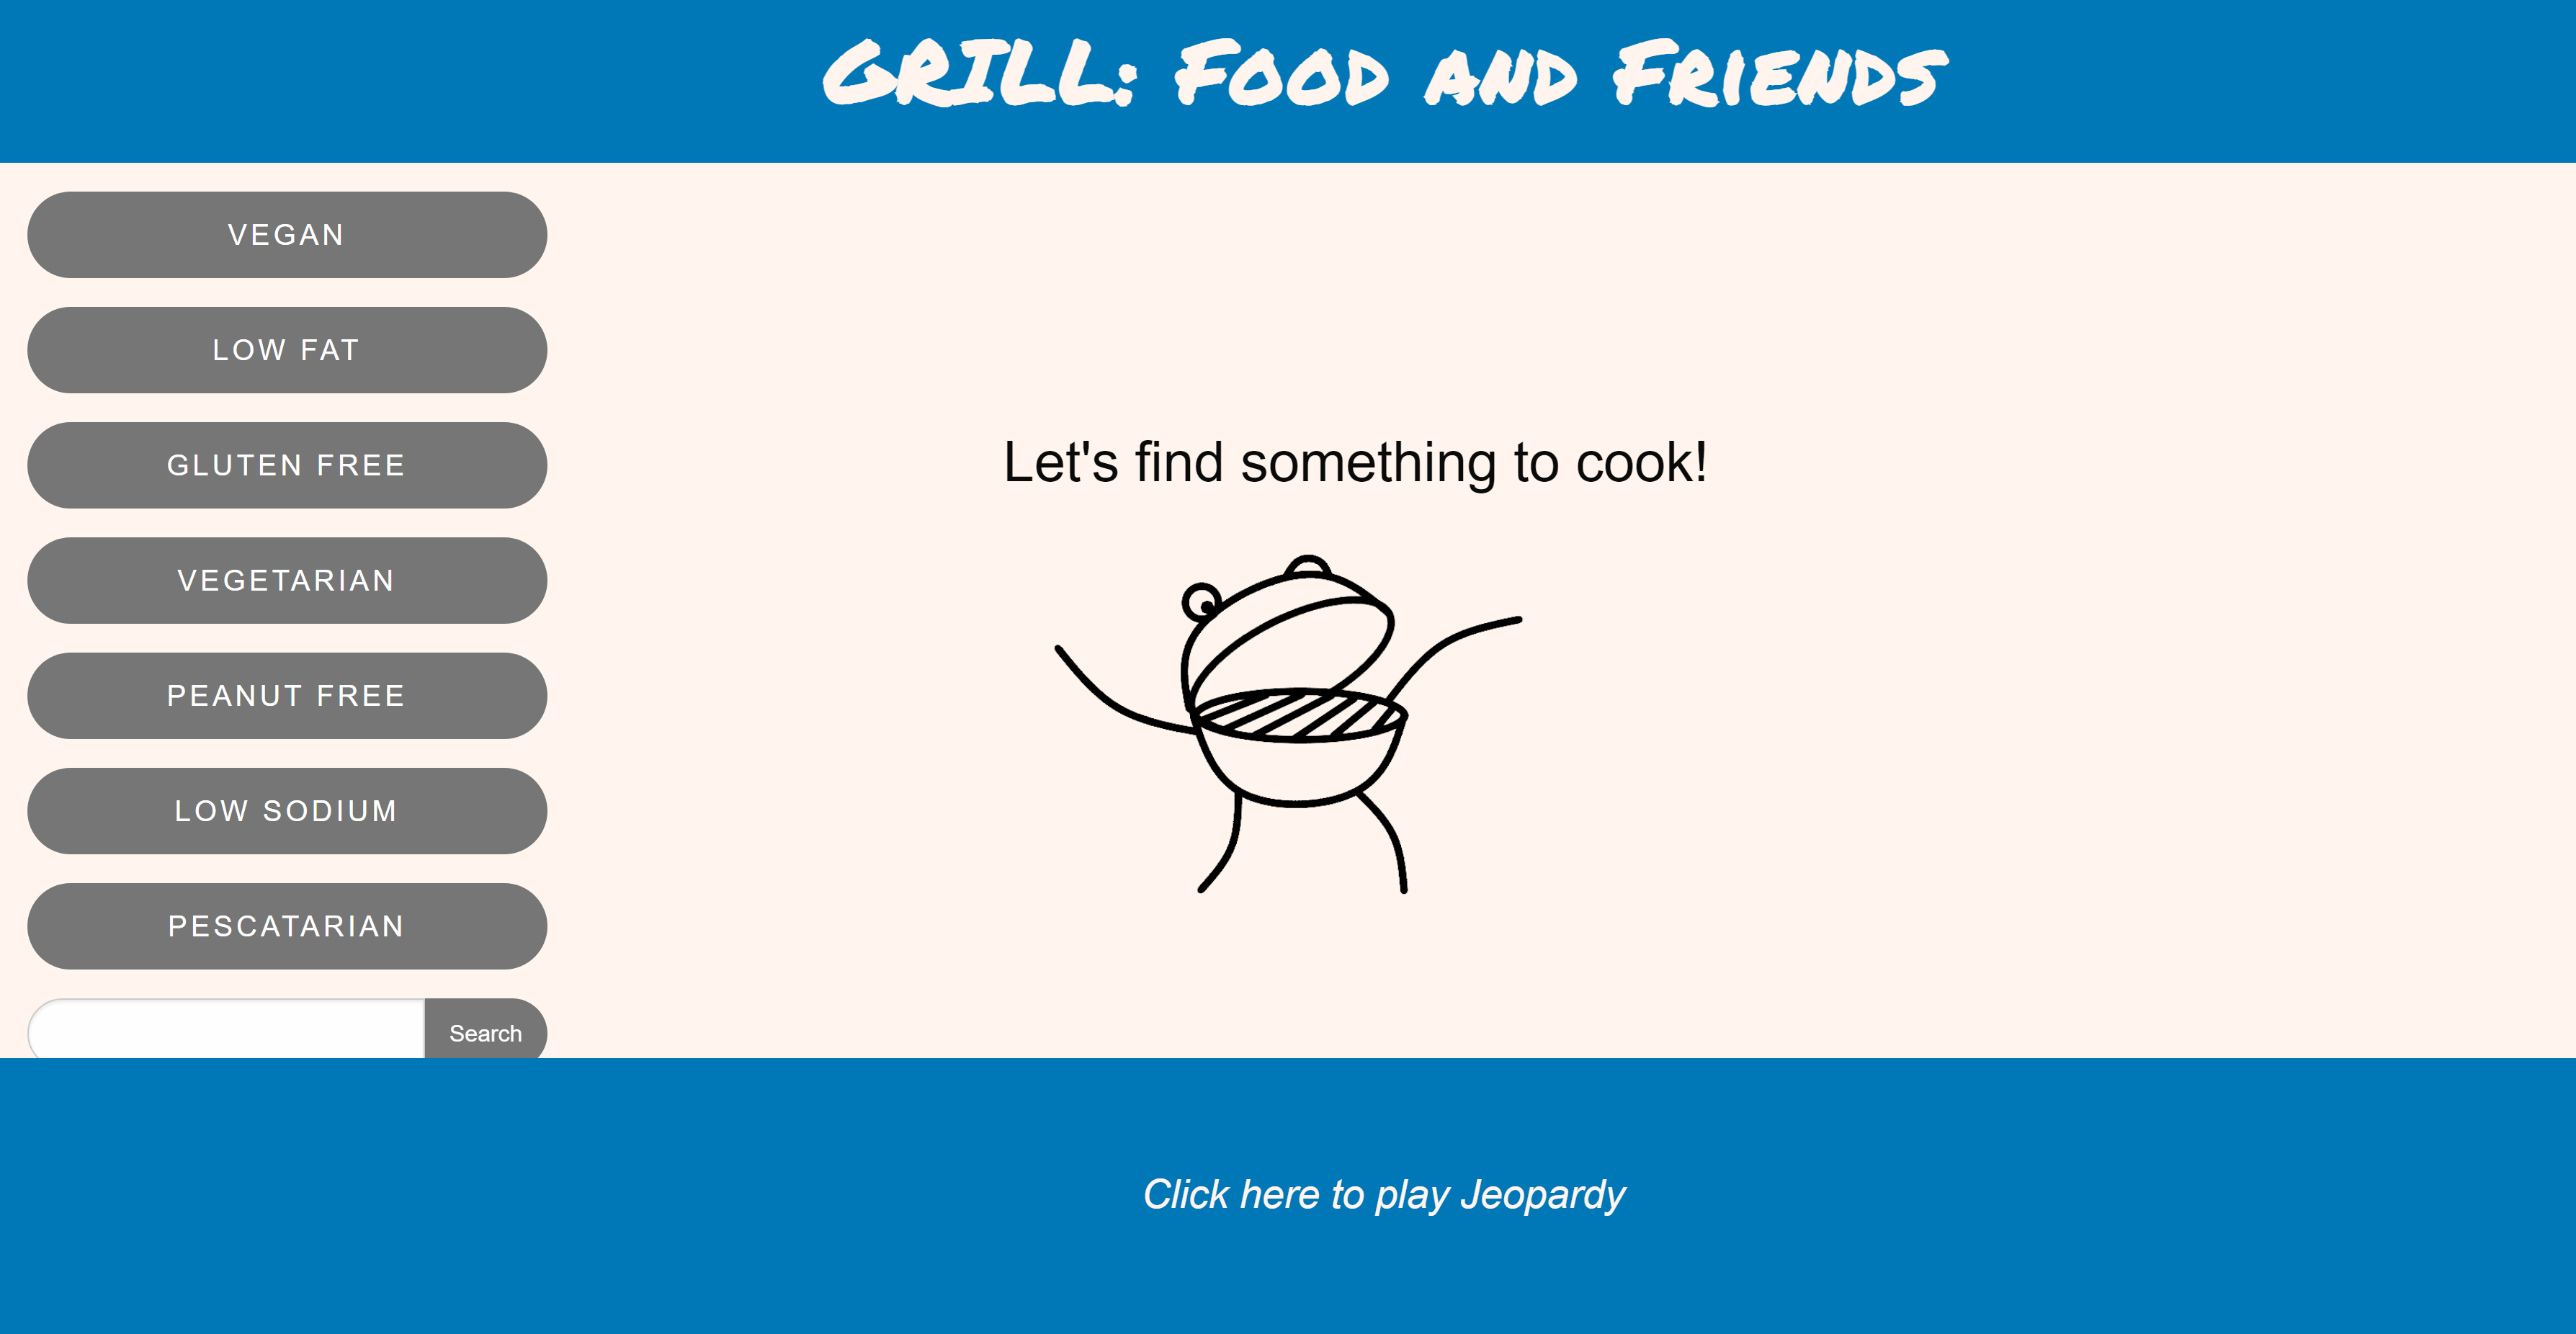 GRILL: Food and Friends
VEGAN
LOW FAT
GLUTEN FREE
VEGETARIAN
PEANUT FREE
LOW SODIUM
PESCATARIAN
Search
Let's find something to cook!
Click here to play Jeopardy